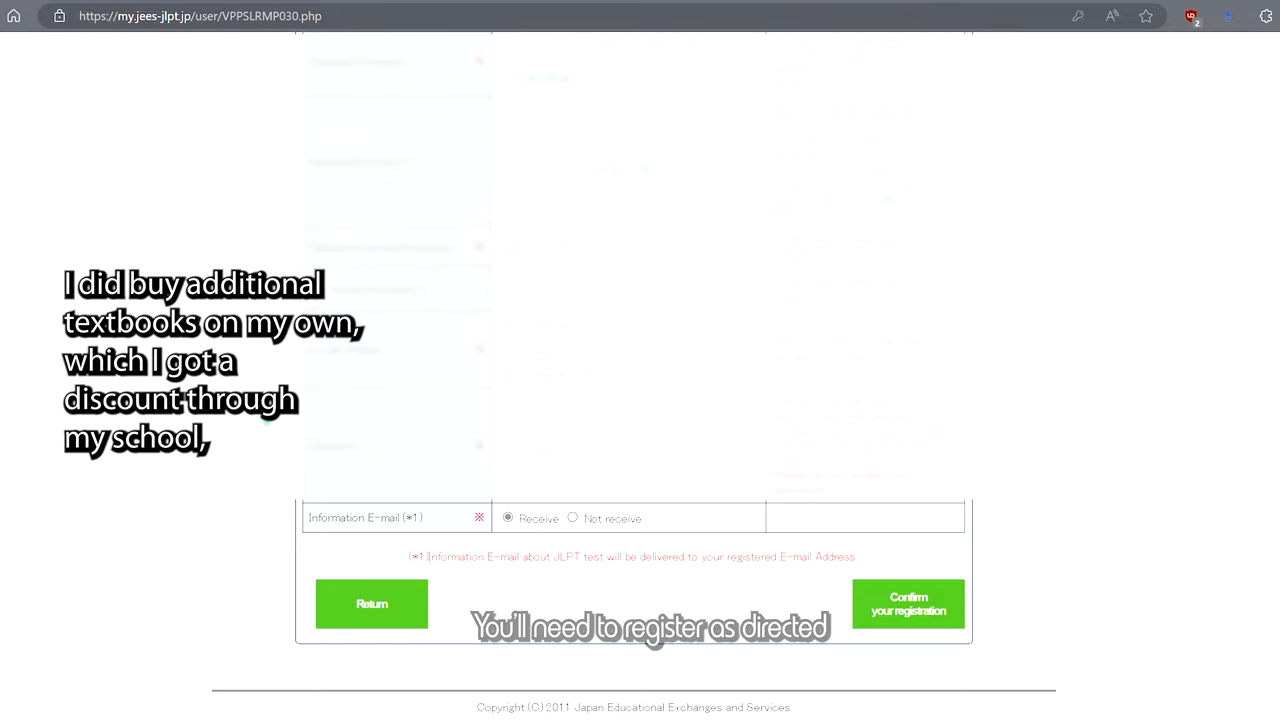 https://my.jees-jlpt.jp/user/VPPSLRMP030.php
2
I did buy additional
textbooks on my own,
which I got a
discount through
my school,
Information E-mail (*1) ※ Receive Not receive
(*1)Information E-mail about JLPT test will be delivered to your registered E-mail Address
Return
Confirm
your registration
You'll need to register as directed
Copyright (C) 2011 Japan Educational Exchanges and Services